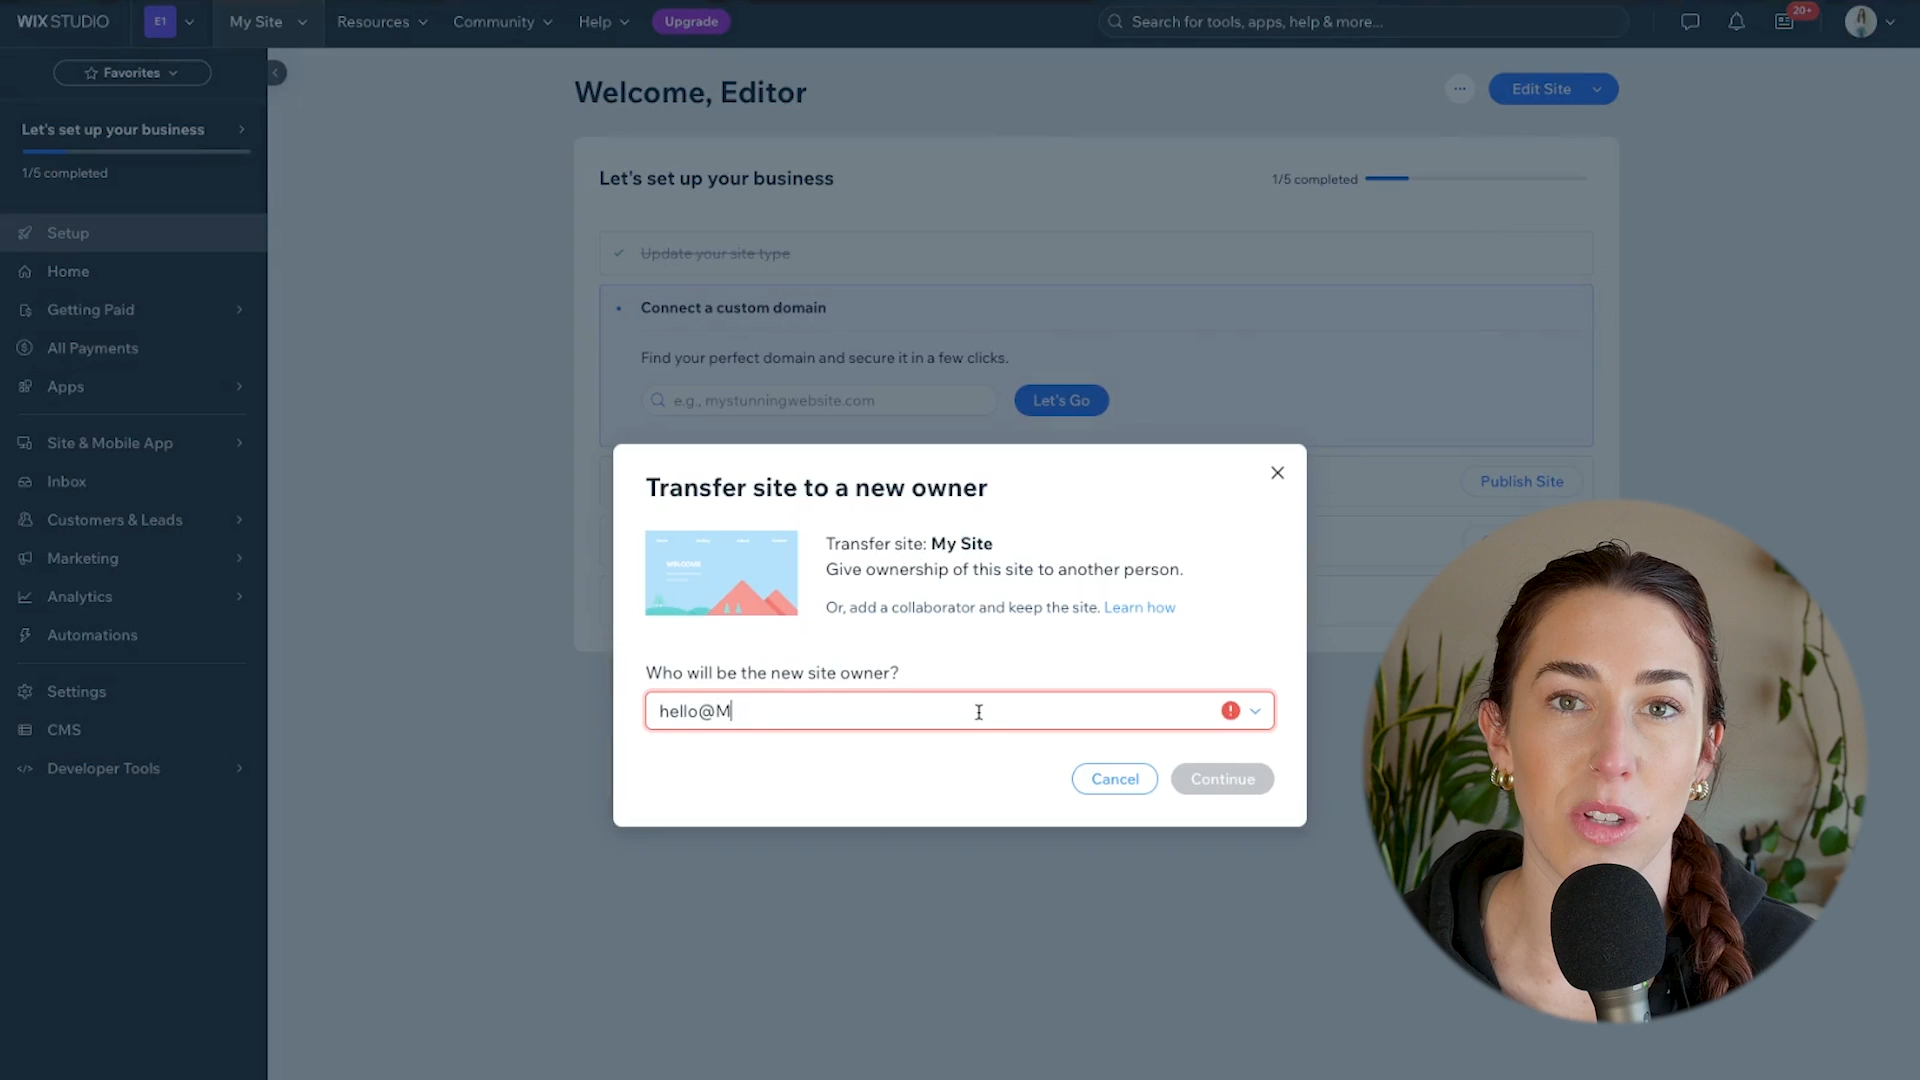 WIX STUDIO
E1
My Site
Resources
Community
Help
Upgrade
Search for tools, apps, help & more...
20+
Favorites
Let's set up your business
1/5 completed
Setup
Home
Getting Paid
All Payments
Apps
Site & Mobile App
Inbox
Customers & Leads
Marketing
Analytics
Automations
Settings
CMS
Developer Tools
Welcome, Editor
Edit Site
Let's set up your business
1/5 completed
Update your site type
Connect a custom domain
Find your perfect domain and secure it in a few clicks.
e.g., mystunningwebsite.com
Let's Go
Publish Site
Transfer site to a new owner
WELCOME
Transfer site: My Site
Give ownership of this site to another person.
Or, add a collaborator and keep the site. Learn how
Who will be the new site owner?
hello@M
Cancel
Continue